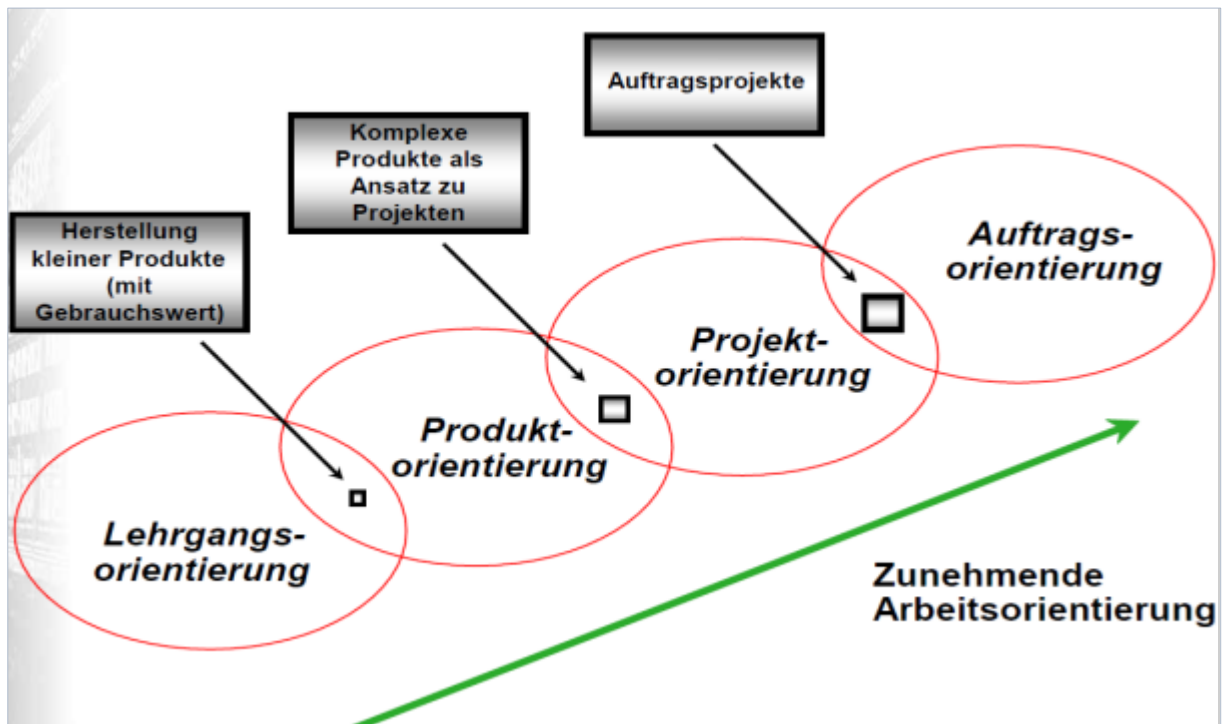 Auftragsprojekte
Komplexe
Produkte als
Ansatz zu
Projekten
Herstellung
kleiner Produkte
(mit
Gebrauchswert)
Auftrags-
orientierung
Projekt-
orientierung
Produkt-
orientierung
Lehrgangs-
orientierung
Zunehmende
Arbeitsorientierung